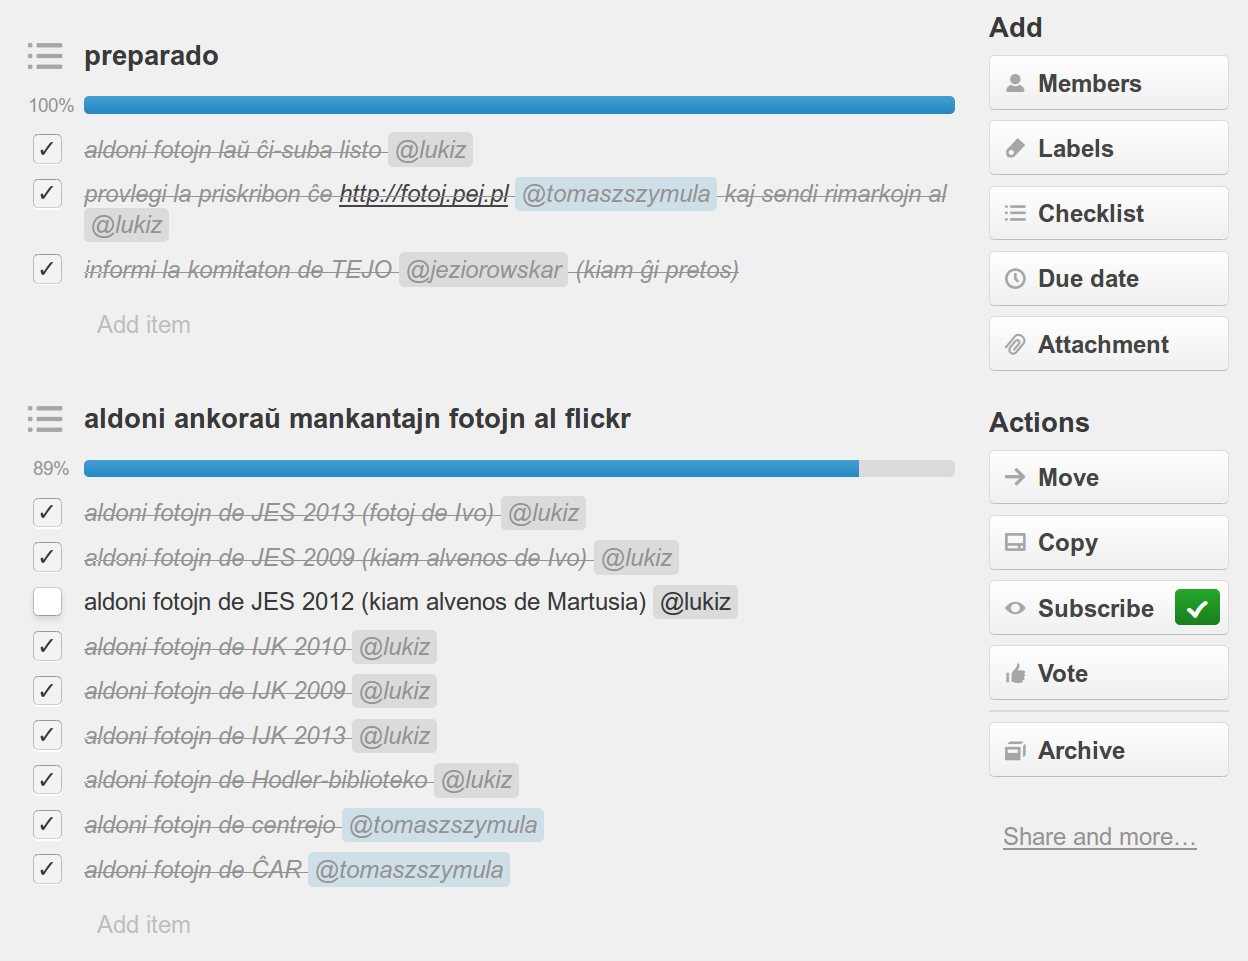 preparado
100%
aldoni fotojn laŭ ĉi-suba listo @lukiz
provlegi la priskribon ĉe http://fotoj.pej.pl @tomaszszymula kaj sendi rimarkojn al
@lukiz
informi la komitaton de TEJO @jeziorowskar (kiam ĝi pretos)
Add item
aldoni ankoraŭ mankantajn fotojn al flickr
89%
aldoni fotojn de JES 2013 (fotoj de Ivo) @lukiz
aldoni fotojn de JES 2009 (kiam alvenos de Ivo) @lukiz
aldoni fotojn de JES 2012 (kiam alvenos de Martusia) @lukiz
aldoni fotojn de IJK 2010 @lukiz
aldoni fotojn de IJK 2009 @lukiz
aldoni fotojn de IJK 2013 @lukiz
aldoni fotojn de Hodler-biblioteko @lukiz
aldoni fotojn de centrejo @tomaszszymula
aldoni fotojn de ĈAR @tomaszszymula
Add item
Add
Members
Labels
Checklist
Due date
Attachment
Actions
Move
Copy
Subscribe
Vote
Archive
Share and more…